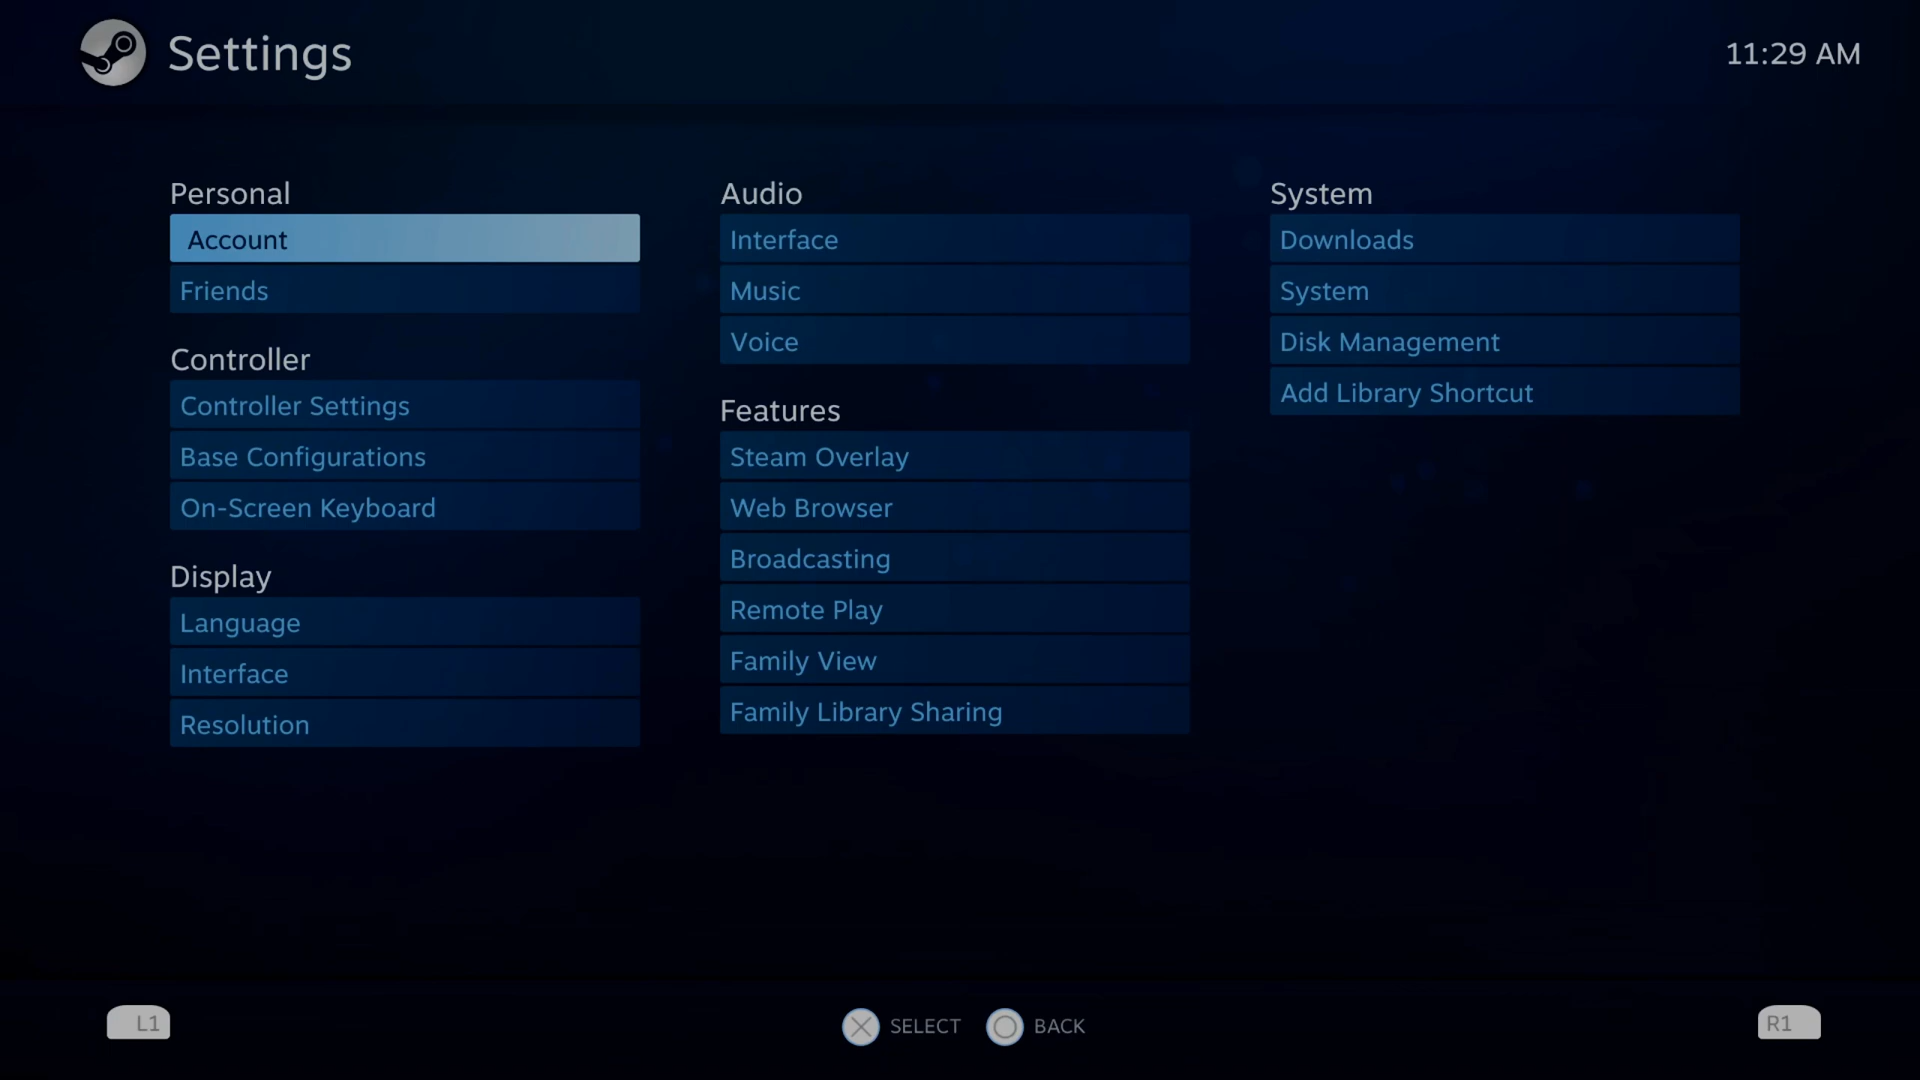 Settings
11:29 AM
Personal
Account
Friends
Controller
Controller Settings
Base Configurations
On-Screen Keyboard
Display
Language
Interface
Resolution
Audio
Interface
Music
Voice
Features
Steam Overlay
Web Browser
Broadcasting
Remote Play
Family View
Family Library Sharing
System
Downloads
System
Disk Management
Add Library Shortcut
L1
SELECT
BACK
R1